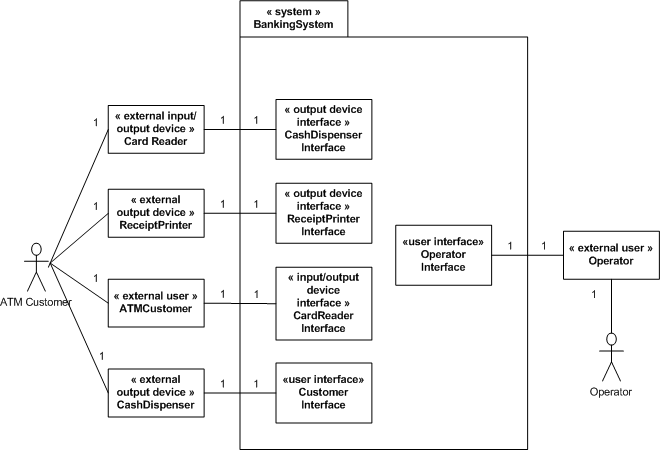 « system »
BankingSystem
« external input/
output device »
Card Reader
1
1
1
« output device
interface »
CashDispenser
Interface
« external
output device »
ReceiptPrinter
1
1
1
« output device
interface »
ReceiptPrinter
Interface
ATM Customer
« external user »
ATMCustomer
1
1
1
« input/output
device
interface »
CardReader
Interface
« external
output device »
CashDispenser
1
1
1
«user interface»
Customer
Interface
«user interface»
Operator
Interface
1
1
« external user »
Operator
1
Operator